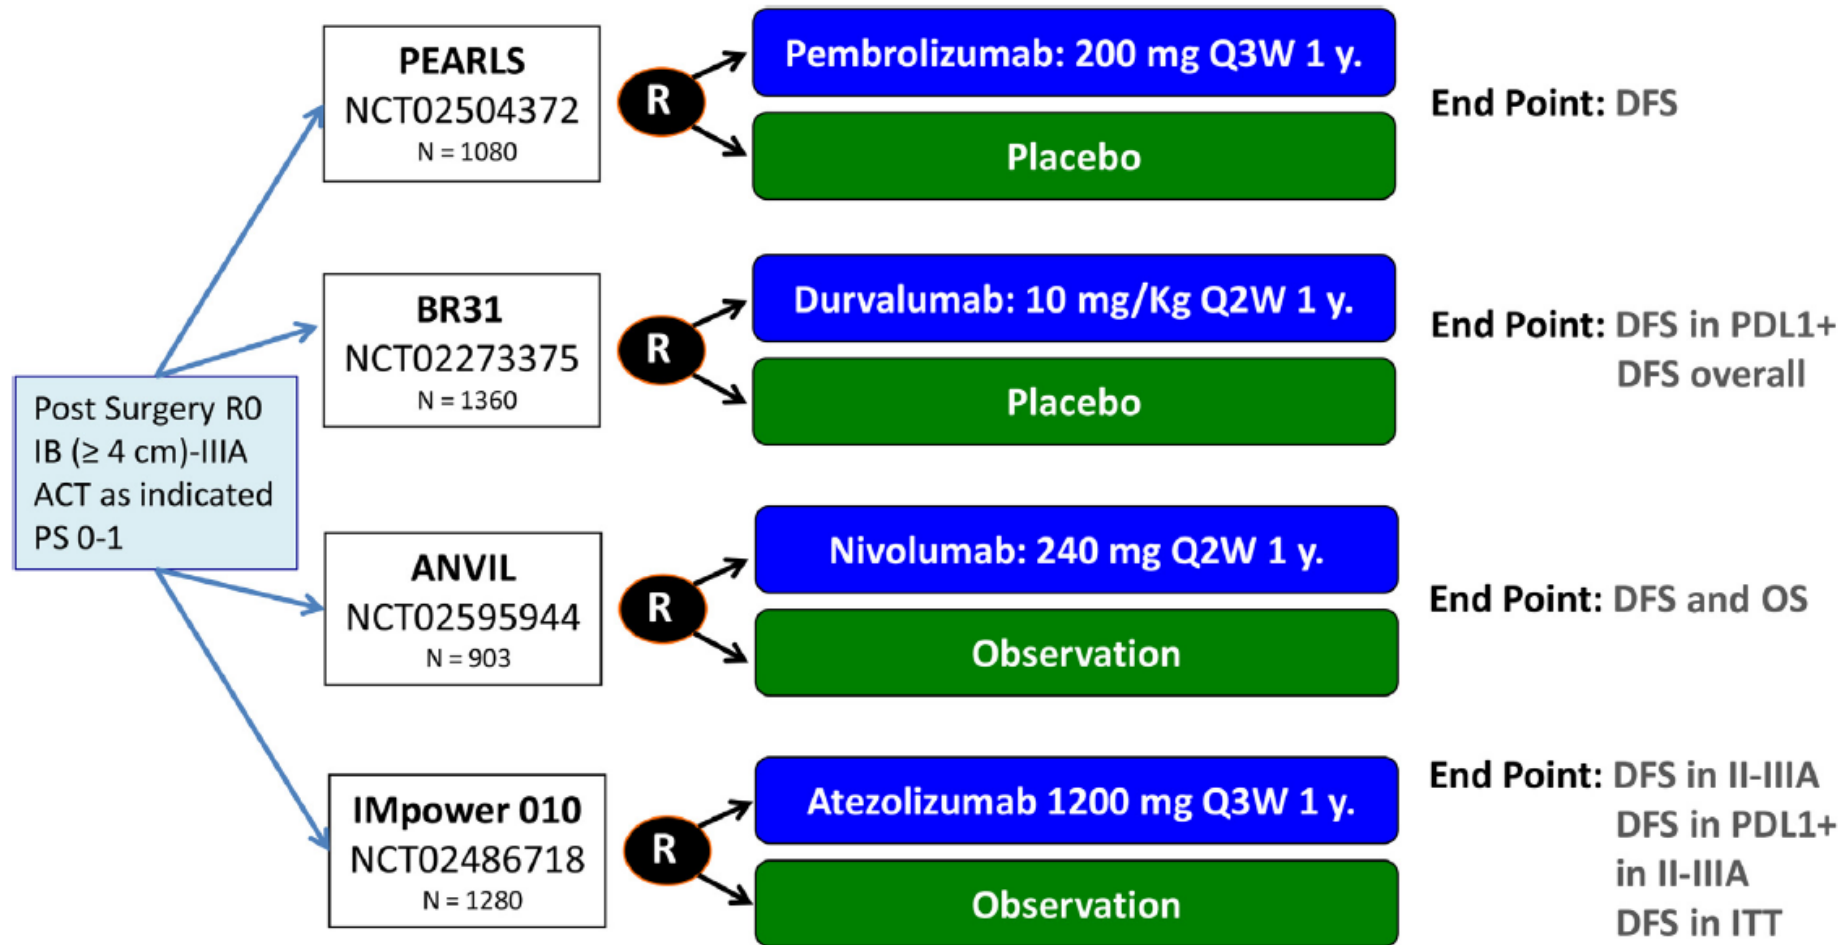 PEARLS
NCT02504372
N = 1080
R
Pembrolizumab: 200 mg Q3W 1 y.
Placebo
End Point: DFS
BR31
NCT02273375
N = 1360
R
Durvalumab: 10 mg/Kg Q2W 1 y.
Placebo
End Point: DFS in PDL1+
DFS overall
Post Surgery R0
IB (≥ 4 cm)-IIIA
ACT as indicated
PS 0-1
ANVIL
NCT02595944
N = 903
R
Nivolumab: 240 mg Q2W 1 y.
Observation
End Point: DFS and OS
IMpower 010
NCT02486718
N = 1280
R
Atezolizumab 1200 mg Q3W 1 y.
Observation
End Point: DFS in II-IIIA
DFS in PDL1+
in II-IIIA
DFS in ITT